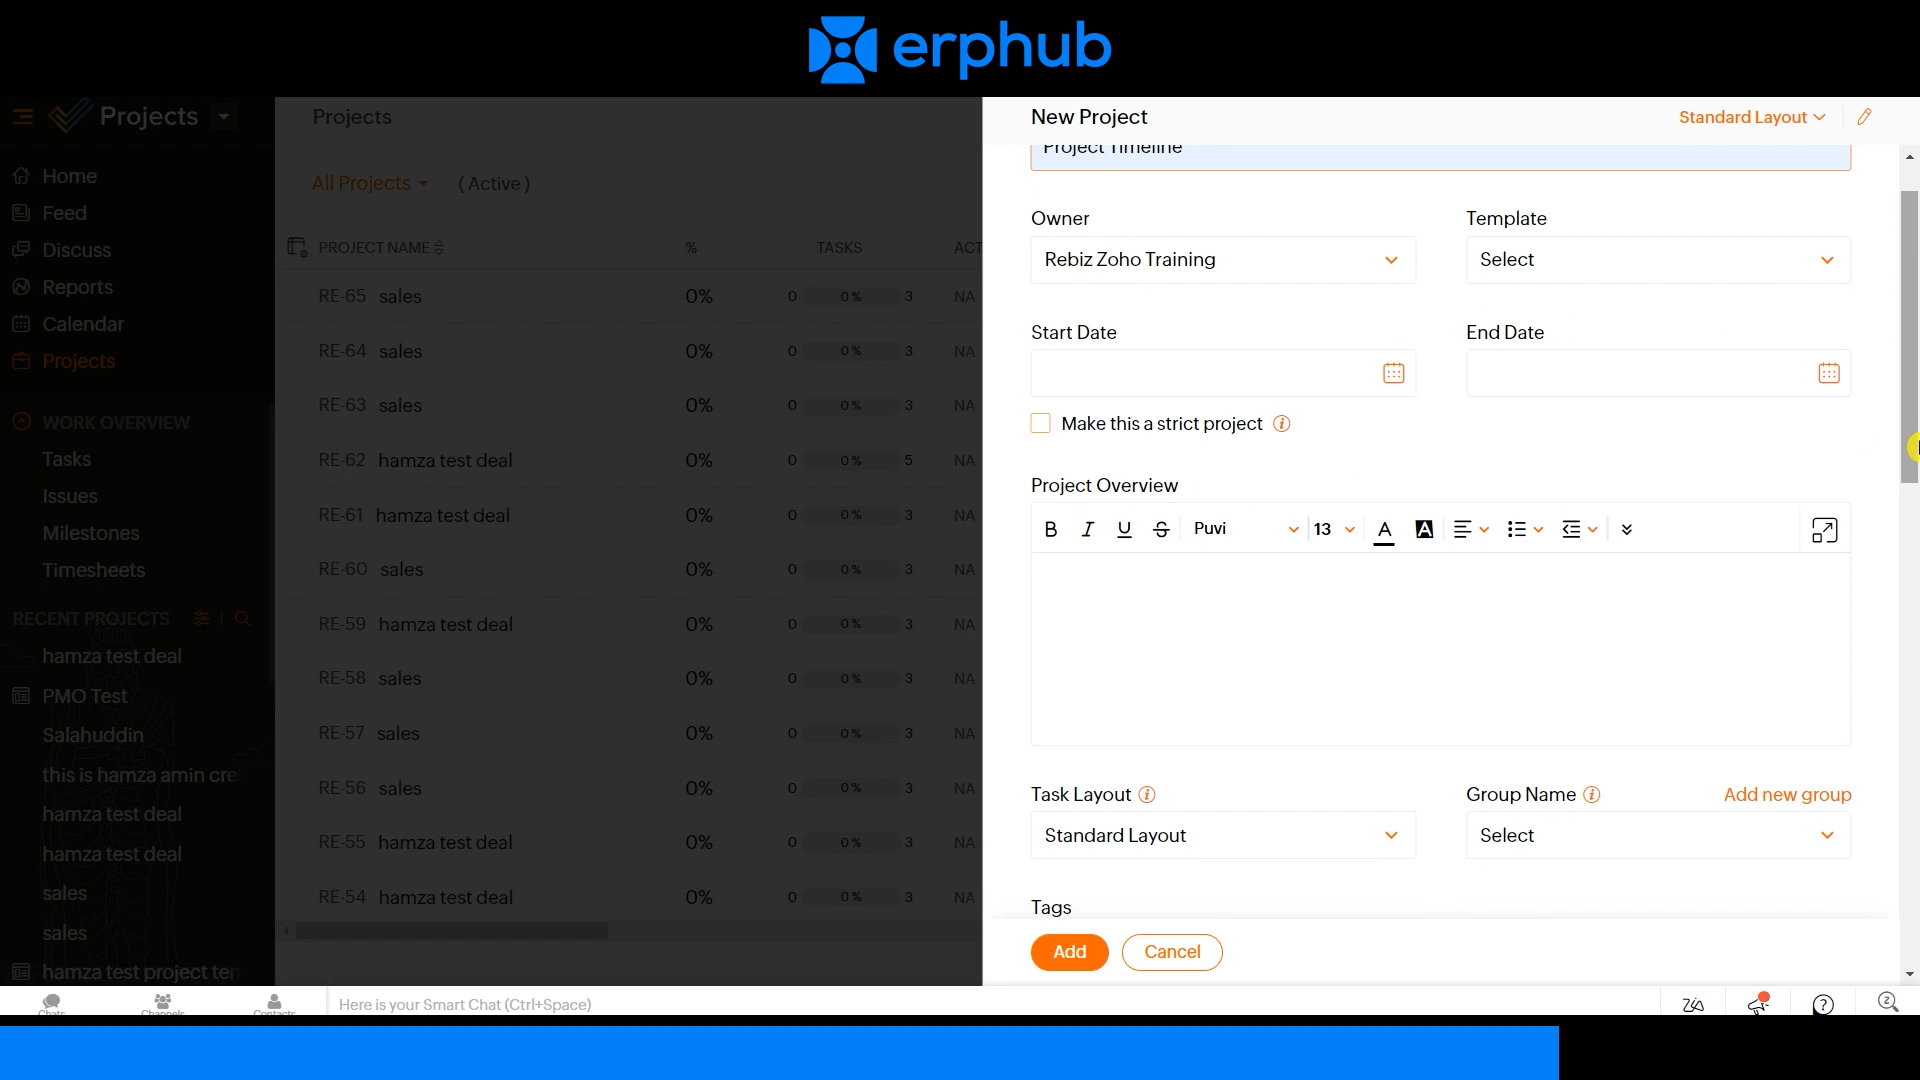 erphub
Projects
Home
Feed
Discuss
Reports
Calendar
Projects
WORK OVERVIEW
Tasks
Issues
Milestones
Timesheets
RECENT PROJECTS
hamza test deal
PMO Test
Salahuddin
this is hamza amin cre
hamza test deal
hamza test deal
sales
sales
hamza test project ten
Projects
All Projects (Active)
PROJECT NAME % TASKS ACT
RE-65 sales 0% 0 0% 3 NA
RE-64 sales 0% 0 0% 3 NA
RE-63 sales 0% 0 0% 3 NA
RE-62 hamza test deal 0% 0 0% 5 NA
RE-61 hamza test deal 0% 0 0% 3 NA
RE-60 sales 0% 0 0% 3 NA
RE-59 hamza test deal 0% 0 0% 3 NA
RE-58 sales 0% 0 0% 3 NA
RE-57 sales 0% 0 0% 3 NA
RE-56 sales 0% 0 0% 3 NA
RE-55 hamza test deal 0% 0 0% 3 NA
RE-54 hamza test deal 0% 0 0% 3 NA
New Project Standard Layout
Project Timeline
Owner Template
Rebiz Zoho Training Select
Start Date End Date
Make this a strict project
Project Overview
B I U S Puvi 13 A A
Task Layout Group Name Add new group
Standard Layout Select
Tags
Add Cancel
Chats Channels Contacts Here is your Smart Chat (Ctrl+Space)